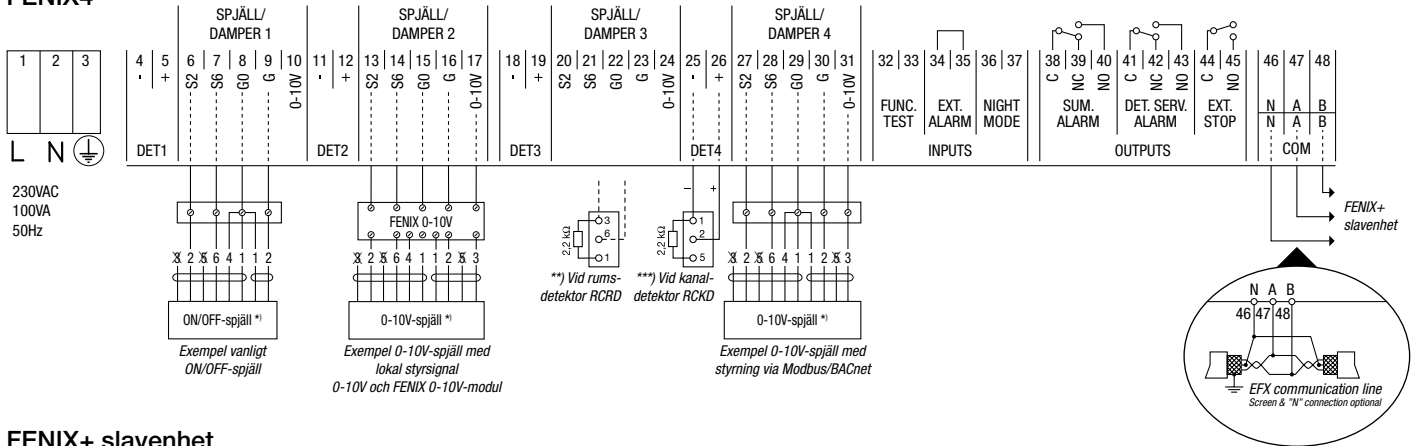 FENIX4
SPJÄLL/
DAMPER 1
SPJÄLL/
DAMPER 2
SPJÄLL/
DAMPER 3
SPJÄLL/
DAMPER 4
1 2 3
4 5 6 7 8 9 10 11 12 13 14 15 16 17 18 19 20 21 22 23 24 25 26 27 28 29 30 31 32 33 34 35 36 37 38 39 40 41 42 43 44 45 46 47 48
- + S2 S6 G0 G 0-10V - + S2 S6 G0 G 0-10V - + S2 S6 G0 G 0-10V - + S2 S6 G0 G 0-10V
C NC NO C NC NO C NO
FUNC.
TEST
EXT.
ALARM
NIGHT
MODE
SUM.
ALARM
DET. SERV.
ALARM
EXT.
STOP
N A B
N A B
L N
DET1 DET2 DET3 DET4 INPUTS OUTPUTS COM
230VAC
100VA
50Hz
FENIX 0-10V
- +
2,2 kΩ
3
6
1
2,2 kΩ
1
2
5
**) Vid rums-
detektor RCRD
***) Vid kanal-
detektor RCKD
FENIX+
slavenhet
3 2 5 6 4 1 1 2
3 2 5 6 4 1 1 2 5 3
3 2 5 6 4 1 1 2 5 3
ON/OFF-spjäll *)
0-10V-spjäll *)
0-10V-spjäll *)
Exempel vanligt
ON/OFF-spjäll
Exempel 0-10V-spjäll med
lokal styrsignal
0-10V och FENIX 0-10V-modul
Exempel 0-10V-spjäll med
styrning via Modbus/BACnet
N A B
46 47 48
EFX communication line
Screen & "N" connection optional
FENIX+ slavenhet